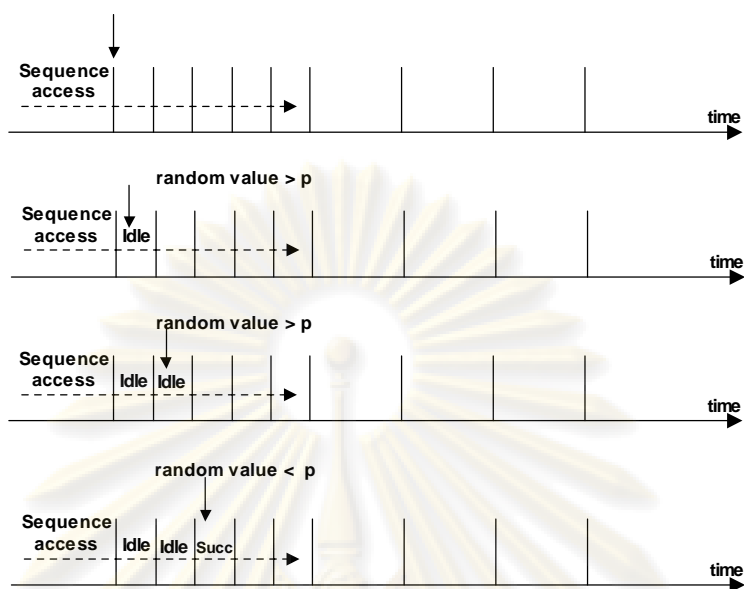 Sequence
access
time
random value > p
Sequence
access
Idle
time
random value > p
Sequence
access
Idle Idle
time
random value < p
Sequence
access
Idle Idle Succ
time